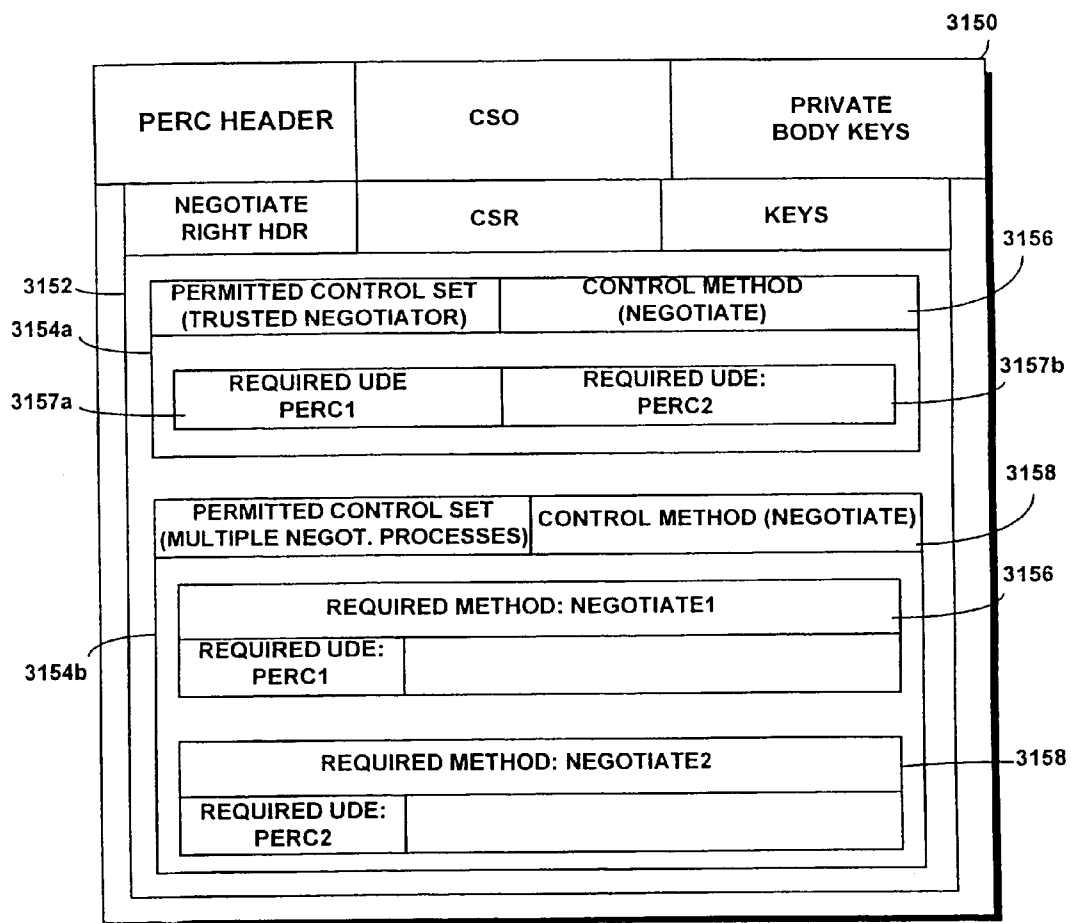 3150
PERC HEADER
CSO
PRIVATE
BODY KEYS
NEGOTIATE
RIGHT HDR
CSR
KEYS
3156
3152
PERMITTED CONTROL SET
(TRUSTED NEGOTIATOR)
CONTROL METHOD
(NEGOTIATE)
3154a
REQUIRED UDE
PERC1
REQUIRED UDE:
PERC2
3157a
3157b
3158
PERMITTED CONTROL SET
(MULTIPLE NEGOT. PROCESSES)
CONTROL METHOD (NEGOTIATE)
3156
REQUIRED METHOD: NEGOTIATE1
REQUIRED UDE:
PERC1
3154b
REQUIRED METHOD: NEGOTIATE2
3158
REQUIRED UDE:
PERC2